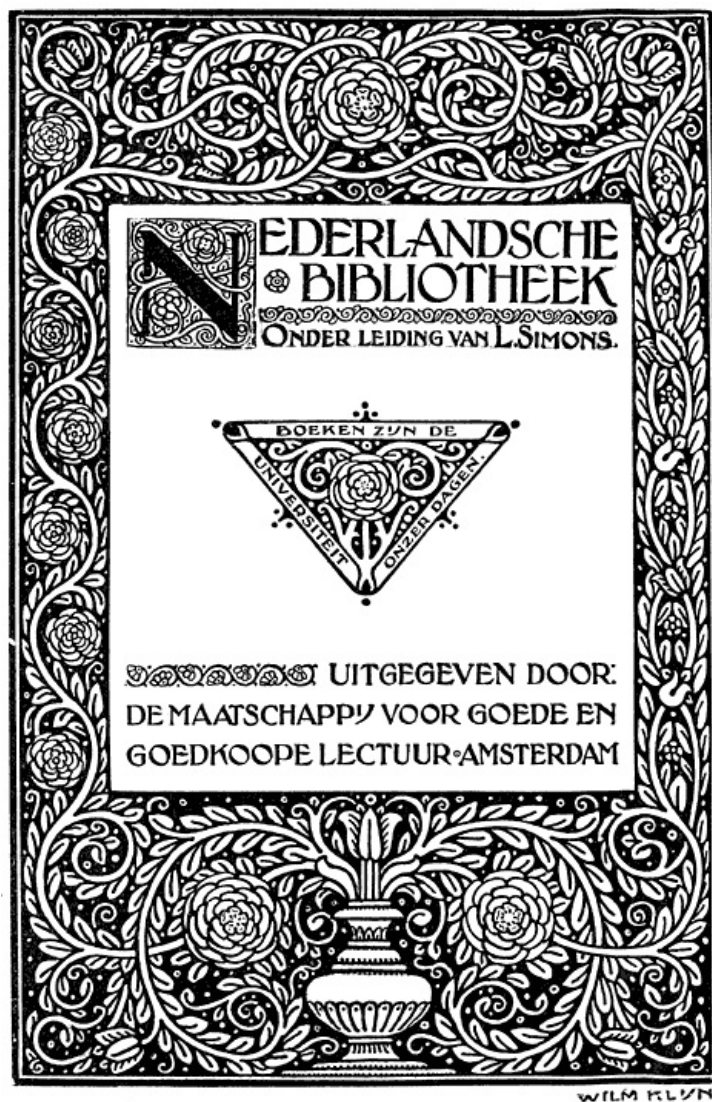 NEDERLANDSCHE
BIBLIOTHEEK
ONDER LEIDING VAN L. SIMONS.
BOEKEN ZIJN DE
UNIVERSITEIT
ONZER DAGEN.
UITGEGEVEN DOOR:
DE MAATSCHAPPIJ VOOR GOEDE EN
GOEDKOOPE LECTUUR•AMSTERDAM
WILM KLIJN